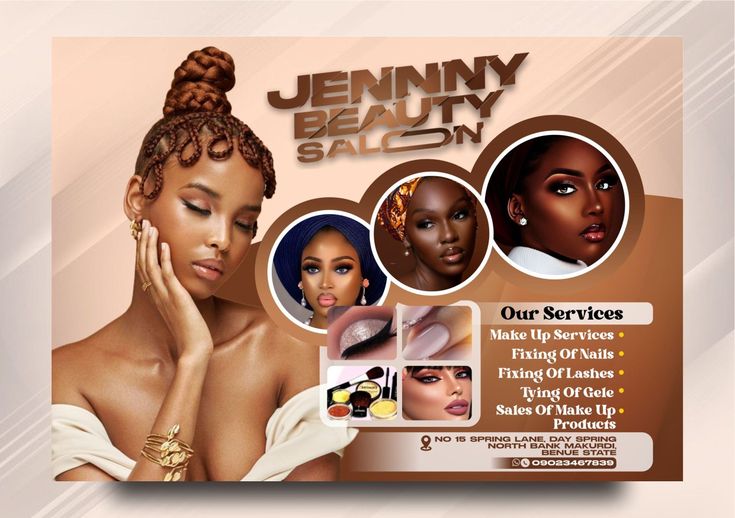 JENNNY
BEAUTY
SALON
Our Services
Make Up Services
Fixing Of Nails
Fixing Of Lashes
Tying Of Gele
Sales Of Make Up
Products
NO 15 SPRING LANE, DAY SPRING
NORTH BANK MAKURDI,
BENUE STATE
09023467839